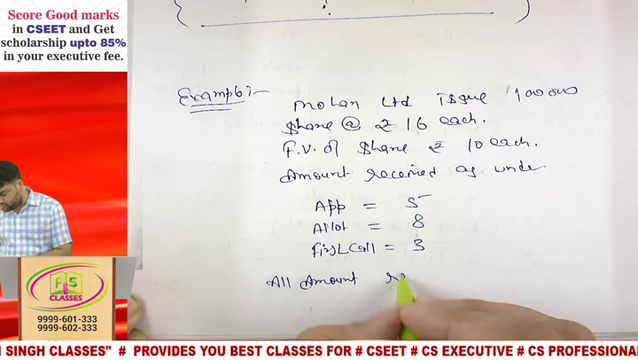 Score Good marks
in CSEET and Get
scholarship upto 85%
in your executive fee.
Example:-
Mohan Ltd Issue 100000
Share @ ₹ 16 each.
F.V. of Share ₹ 10 each.
Amount received as under
App = 5
Allot = 8
First Call = 3
All Amount
CLASSES
9999-601-333
9999-602-333
SINGH CLASSES" # PROVIDES YOU BEST CLASSES FOR # CSEET # CS EXECUTIVE # CS PROFESSIONA